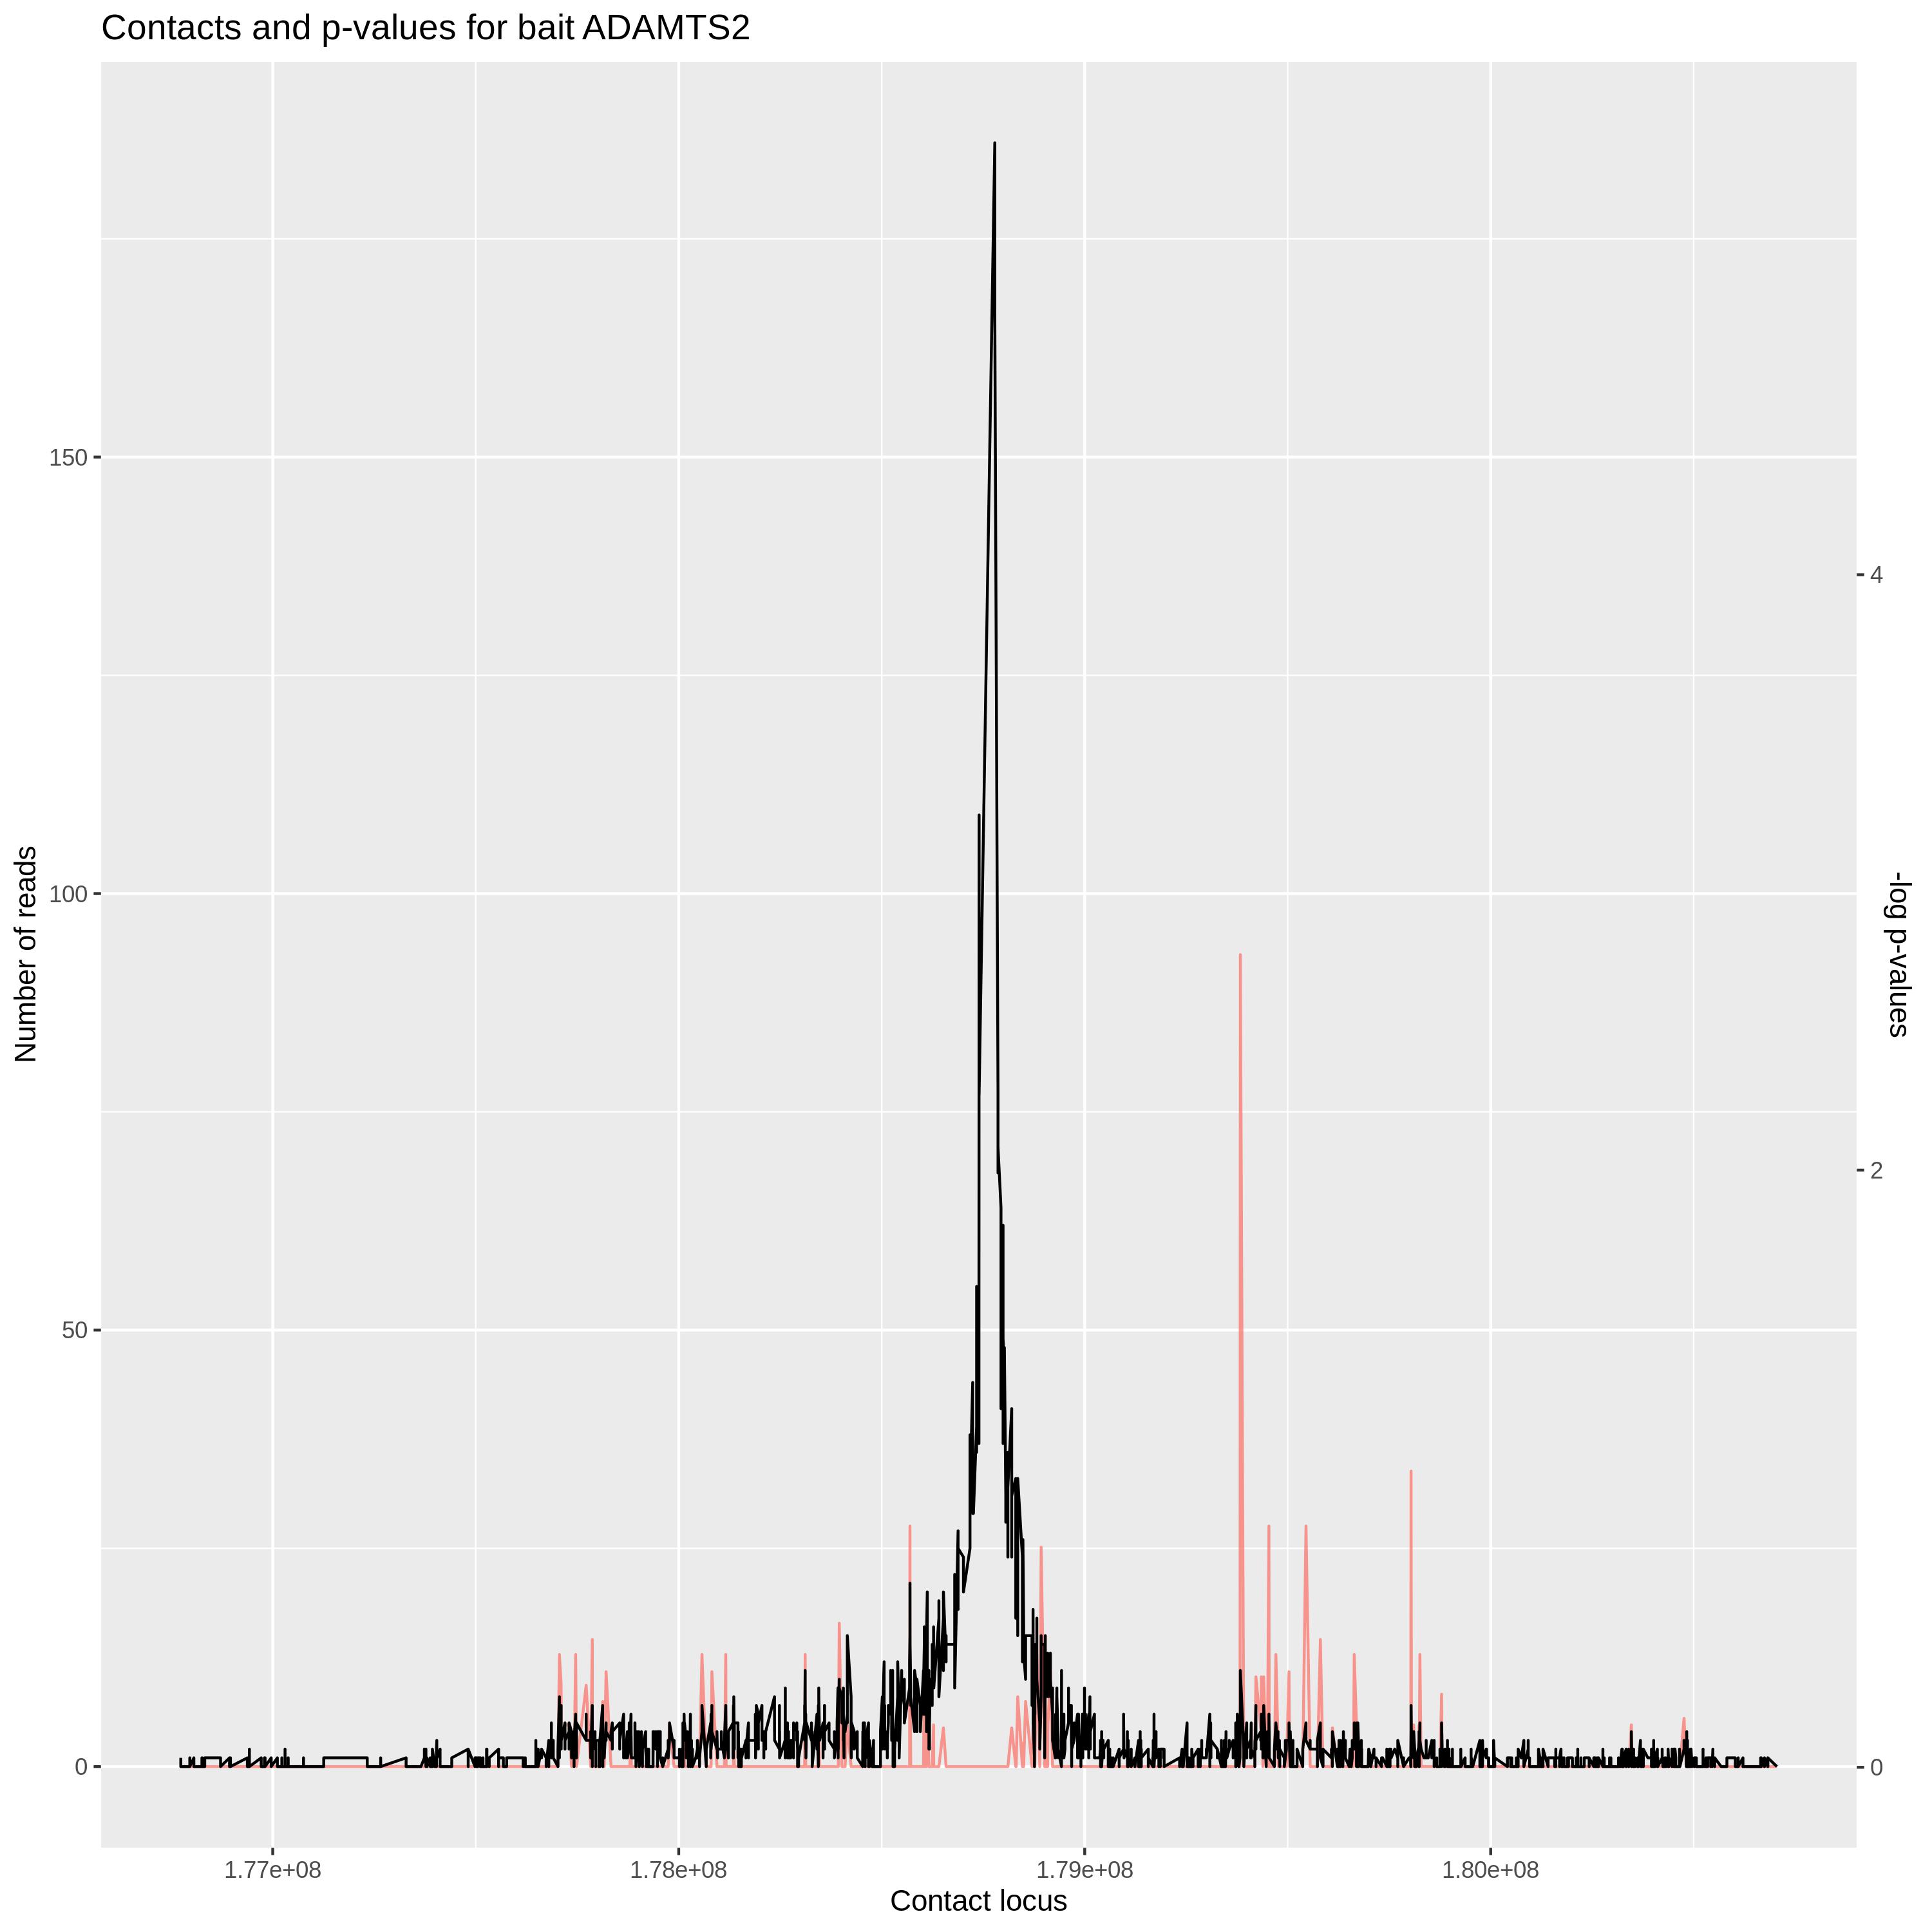 Contacts and p-values for bait ADAMTS2
Number of reads
150
100
50
0
4
2
0
-log p-values
1.77e+08
1.78e+08
1.79e+08
1.80e+08
Contact locus